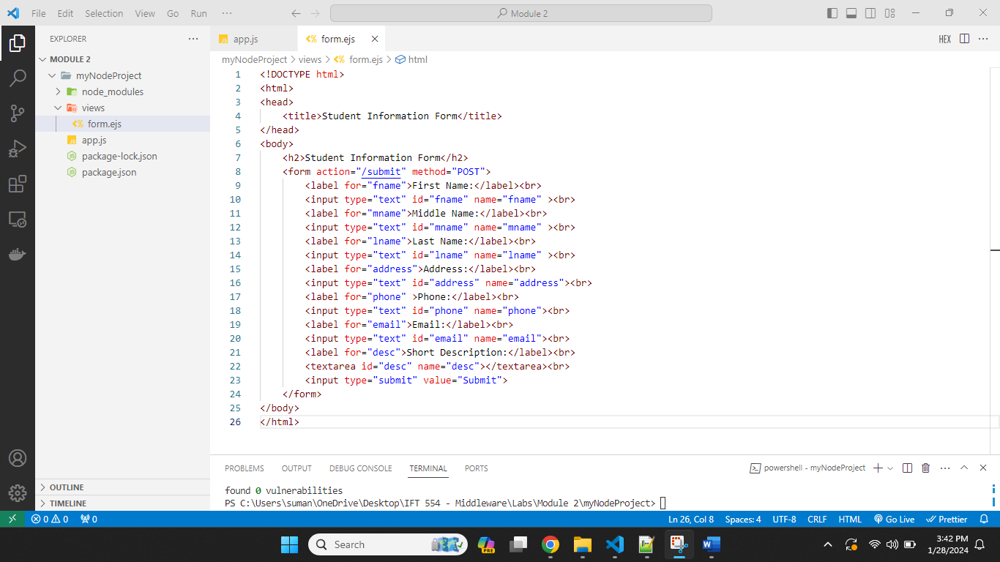 File Edit Selection View Go Run ··· Module 2
EXPLORER ···
MODULE 2
myNodeProject
node_modules
views
form.ejs
app.js
package-lock.json
package.json
OUTLINE
TIMELINE
app.js form.ejs HEX ···
myNodeProject > views > form.ejs > html
1 <!DOCTYPE html>
2 <html>
3 <head>
4 <title>Student Information Form</title>
5 </head>
6 <body>
7 <h2>Student Information Form</h2>
8 <form action="/submit" method="POST">
9 <label for="fname">First Name:</label><br>
10 <input type="text" id="fname" name="fname" ><br>
11 <label for="mname">Middle Name:</label><br>
12 <input type="text" id="mname" name="mname" ><br>
13 <label for="lname">Last Name:</label><br>
14 <input type="text" id="lname" name="lname" ><br>
15 <label for="address">Address:</label><br>
16 <input type="text" id="address" name="address"><br>
17 <label for="phone" >Phone:</label><br>
18 <input type="text" id="phone" name="phone"><br>
19 <label for="email">Email:</label><br>
20 <input type="text" id="email" name="email"><br>
21 <label for="desc">Short Description:</label><br>
22 <textarea id="desc" name="desc"></textarea><br>
23 <input type="submit" value="Submit">
24 </form>
25 </body>
26 </html>
PROBLEMS OUTPUT DEBUG CONSOLE TERMINAL PORTS powershell - myNodeProject ···
found 0 vulnerabilities
PS C:\Users\suman\OneDrive\Desktop\IFT 554 - Middleware\Labs\Module 2\myNodeProject>
0 0 0 Ln 26, Col 8 Spaces: 4 UTF-8 CRLF HTML Go Live Prettier
Search PRE 3:42 PM
1/28/2024